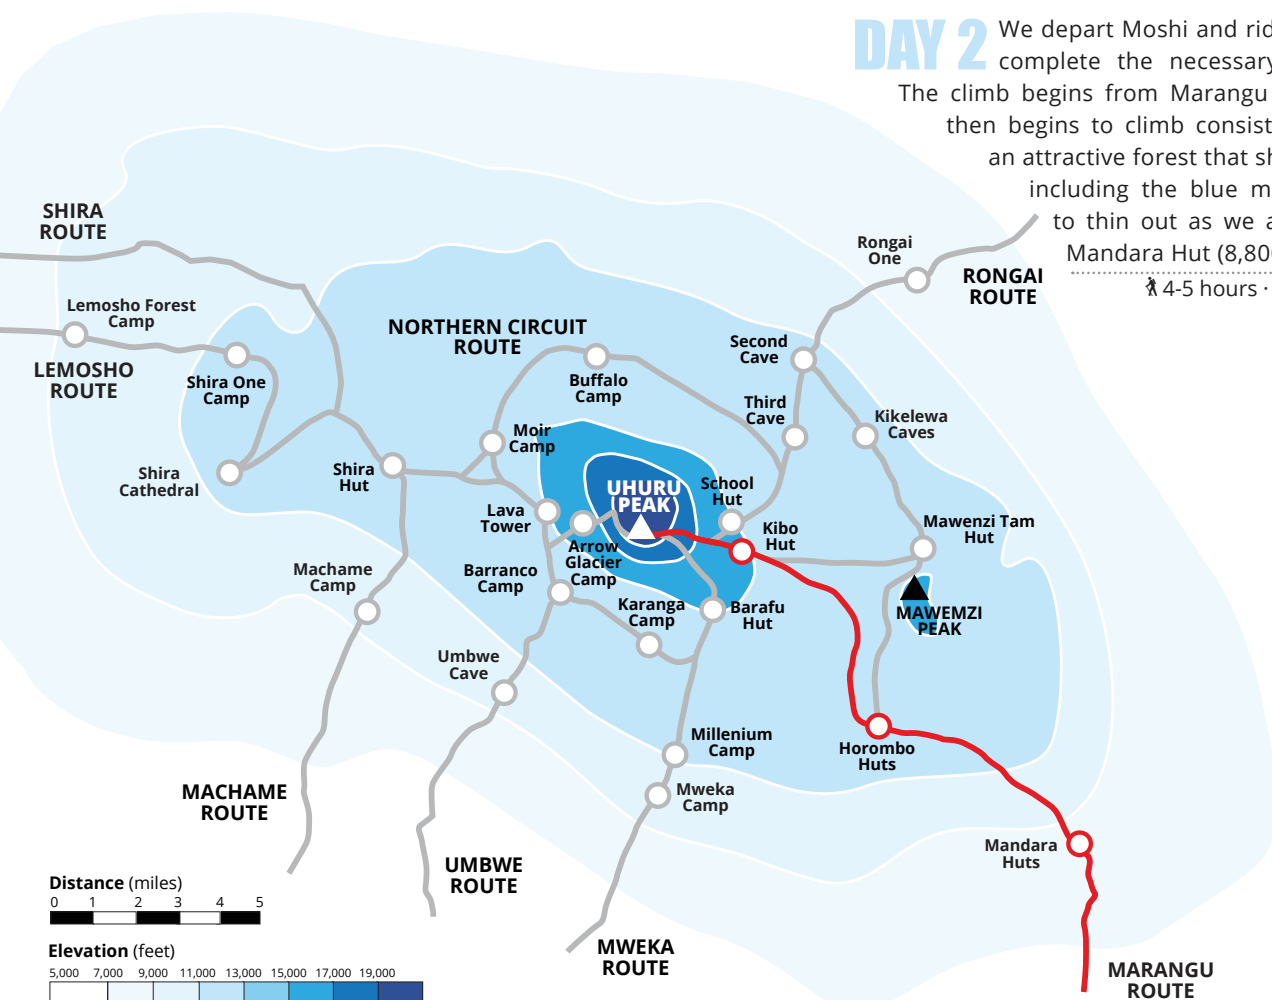 DAY 2 We depart Moshi and rid
complete the necessary
The climb begins from Marangu
then begins to climb consist
an attractive forest that sh
including the blue m
to thin out as we a
Mandara Hut (8,80
4-5 hours ·
SHIRA
ROUTE
Rongai
One
RONGAI
ROUTE
Lemosho Forest
Camp
LEMOSHO
ROUTE
NORTHERN CIRCUIT
ROUTE
Second
Cave
Shira One
Camp
Buffalo
Camp
Third
Cave
Kikelewa
Caves
Moir
Camp
Shira
Cathedral
Shira
Hut
UHURU
PEAK
School
Hut
Lava
Tower
Kibo
Hut
Mawenzi Tam
Hut
Arrow
Glacier
Camp
Machame
Camp
Barranco
Camp
Karanga
Camp
Barafu
Hut
MAWEMZI
PEAK
Umbwe
Cave
Millenium
Camp
Horombo
Huts
MACHAME
ROUTE
Mweka
Camp
Mandara
Huts
UMBWE
ROUTE
Distance (miles)
0 1 2 3 4 5
MWEKA
ROUTE
Elevation (feet)
5,000 7,000 9,000 11,000 13,000 15,000 17,000 19,000
MARANGU
ROUTE